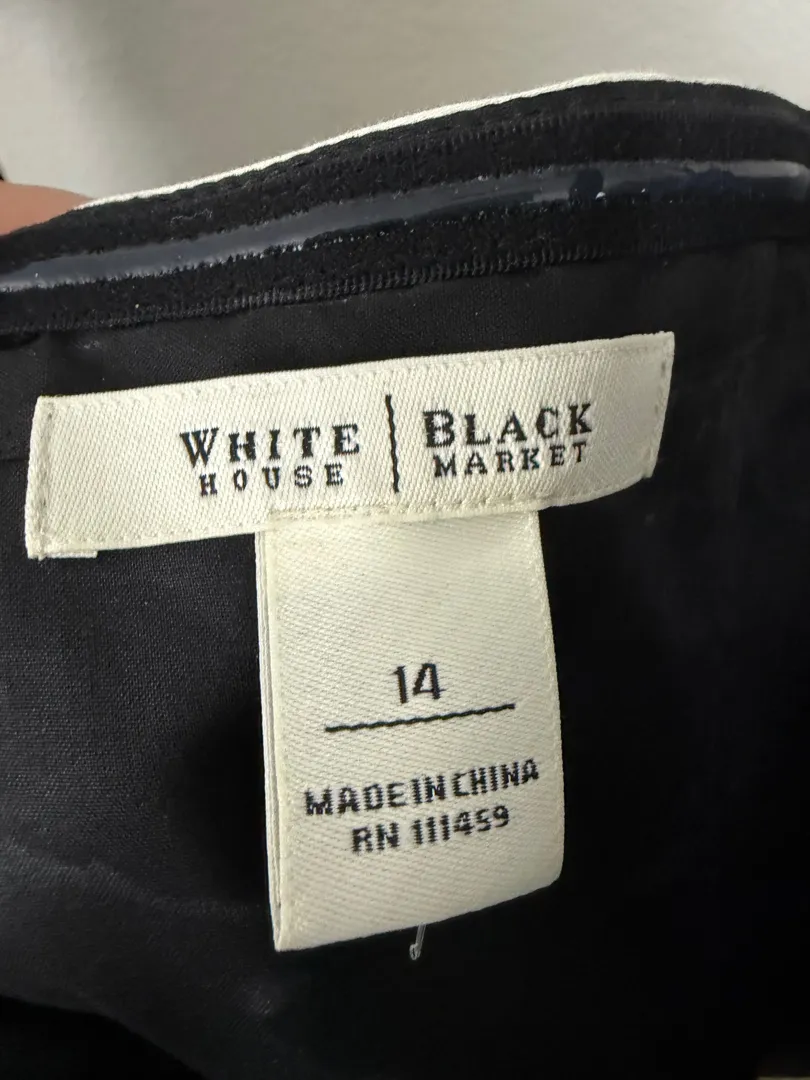 WHITE | BLACK
HOUSE | MARKET
14
MADE IN CHINA
RN 111459